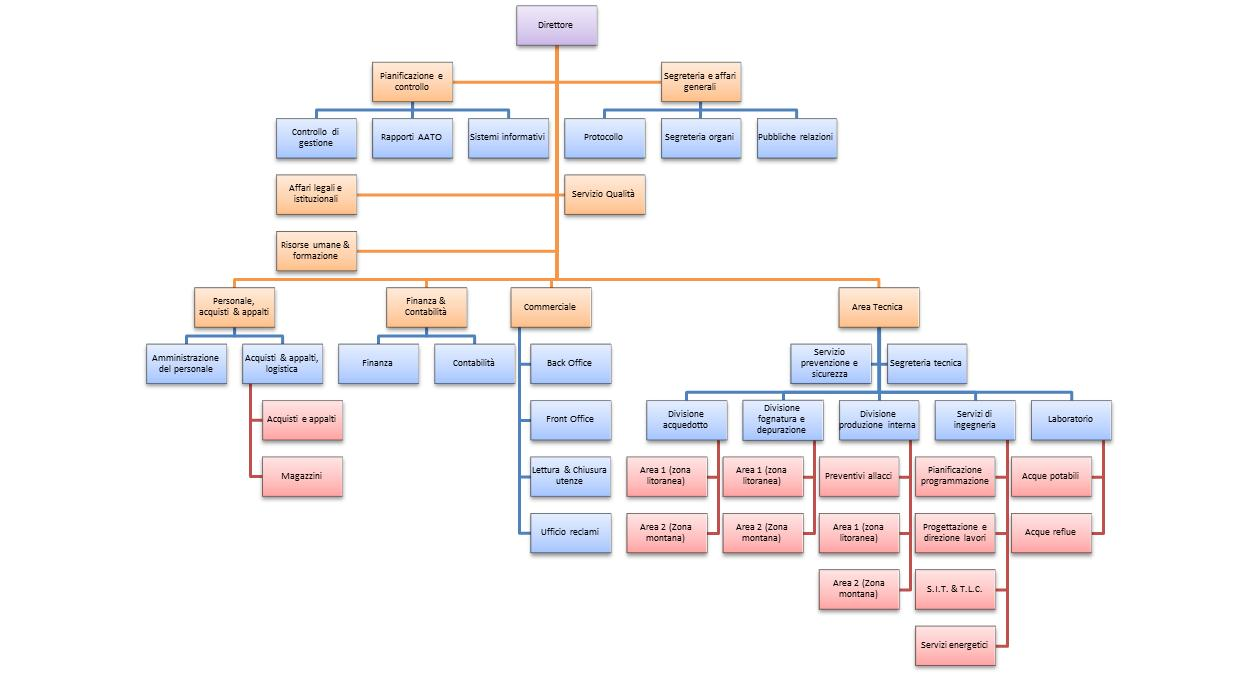 Direttore
Pianificazione e
controllo
Segreteria e affari
generali
Controllo di
gestione
Rapporti AATO
Sistemi informativi
Protocollo
Segreteria organi
Pubbliche relazioni
Affari legali e
istituzionali
Servizio Qualità
Risorse umane &
formazione
Personale,
acquisti & appalti
Finanza &
Contabilità
Commerciale
Area Tecnica
Amministrazione
del personale
Acquisti & appalti,
logistica
Finanza
Contabilità
Back Office
Servizio
prevenzione e
sicurezza
Segreteria tecnica
Acquisti e appalti
Front Office
Divisione
acquedotto
Divisione
fognatura e
depurazione
Divisione
produzione interna
Servizi di
ingegneria
Laboratorio
Magazzini
Lettura & Chiusura
utenze
Area 1 (zona
litoranea)
Area 1 (zona
litoranea)
Preventivi allacci
Pianificazione
programmazione
Acque potabili
Ufficio reclami
Area 2 (Zona
montana)
Area 2 (Zona
montana)
Area 1 (zona
litoranea)
Progettazione e
direzione lavori
Acque reflue
Area 2 (Zona
montana)
S.I.T. & T.L.C.
Servizi energetici